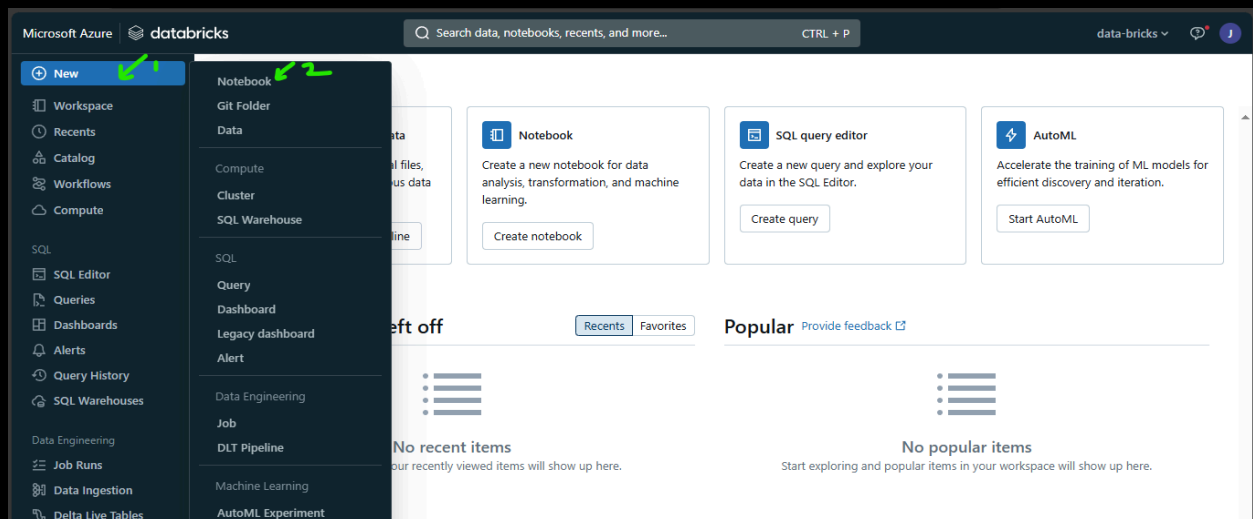 Microsoft Azure databricks
Search data, notebooks, recents, and more... CTRL + P
data-bricks
J
New
1
Workspace
Recents
Catalog
Workflows
Compute
SQL
SQL Editor
Queries
Dashboards
Alerts
Query History
SQL Warehouses
Data Engineering
Job Runs
Data Ingestion
Delta Live Tables
Notebook
2
Git Folder
Data
Compute
Cluster
SQL Warehouse
SQL
Query
Dashboard
Legacy dashboard
Alert
Data Engineering
Job
DLT Pipeline
Machine Learning
AutoML Experiment
ata
al files,
ous data
line
Notebook
Create a new notebook for data
analysis, transformation, and machine
learning.
Create notebook
SQL query editor
Create a new query and explore your
data in the SQL Editor.
Create query
AutoML
Accelerate the training of ML models for
efficient discovery and iteration.
Start AutoML
eft off
Recents Favorites
No recent items
our recently viewed items will show up here.
Popular Provide feedback
No popular items
Start exploring and popular items in your workspace will show up here.